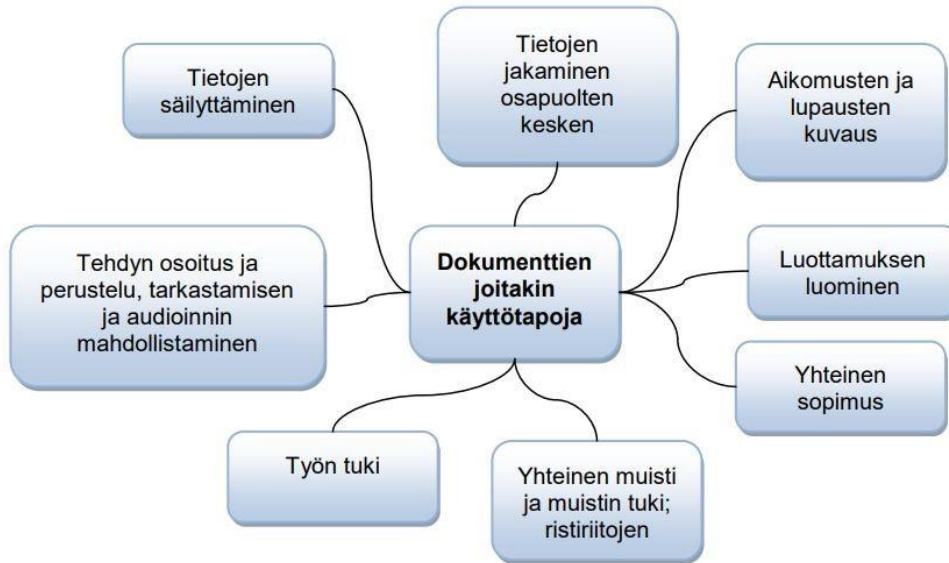 Tietojen
säilyttäminen
Tietojen
jakaminen
osapuolten
kesken
Aikomusten ja
lupausten
kuvaus
Tehdyn osoitus ja
perustelu, tarkastamisen
ja audioinnin
mahdollistaminen
Dokumenttien
joitakin
käyttötapoja
Luottamuksen
luominen
Yhteinen
sopimus
Työn tuki
Yhteinen muisti
ja muistin tuki;
ristiriitojen